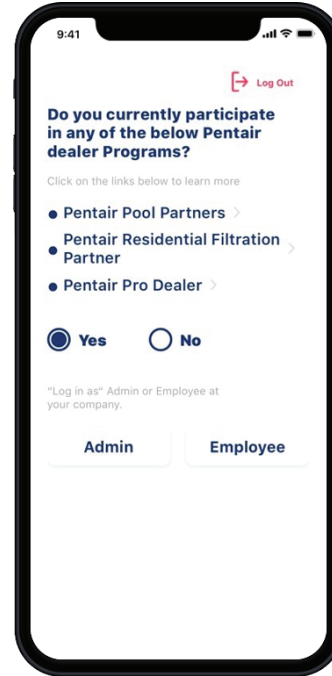 9:41
Log Out
Do you currently participate
in any of the below Pentair
dealer Programs?
Click on the links below to learn more
Pentair Pool Partners
Pentair Residential Filtration
Partner
Pentair Pro Dealer
Yes No
"Log in as" Admin or Employee at
your company.
Admin Employee